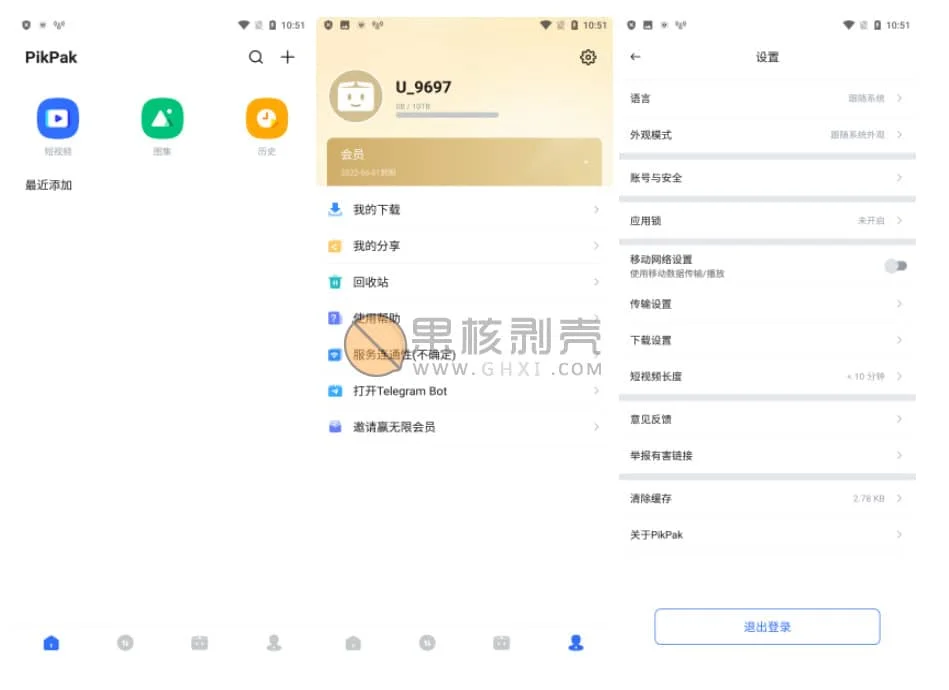 10:51
PikPak
短视频
图集
历史
最近添加
10:51
U_9697
0B / 10TB
会员
2022-06-01到期
我的下载
我的分享
回收站
使用帮助
服务连通性(不确定)
打开Telegram Bot
邀请赢无限会员
果核剥壳
WWW.GHXI.COM
10:51
设置
语言
跟随系统
外观模式
跟随系统外观
账号与安全
应用锁
未开启
移动网络设置
使用移动数据传输/播放
传输设置
下载设置
短视频长度
< 10 分钟
意见反馈
举报有害链接
清除缓存
2.78 KB
关于PikPak
退出登录